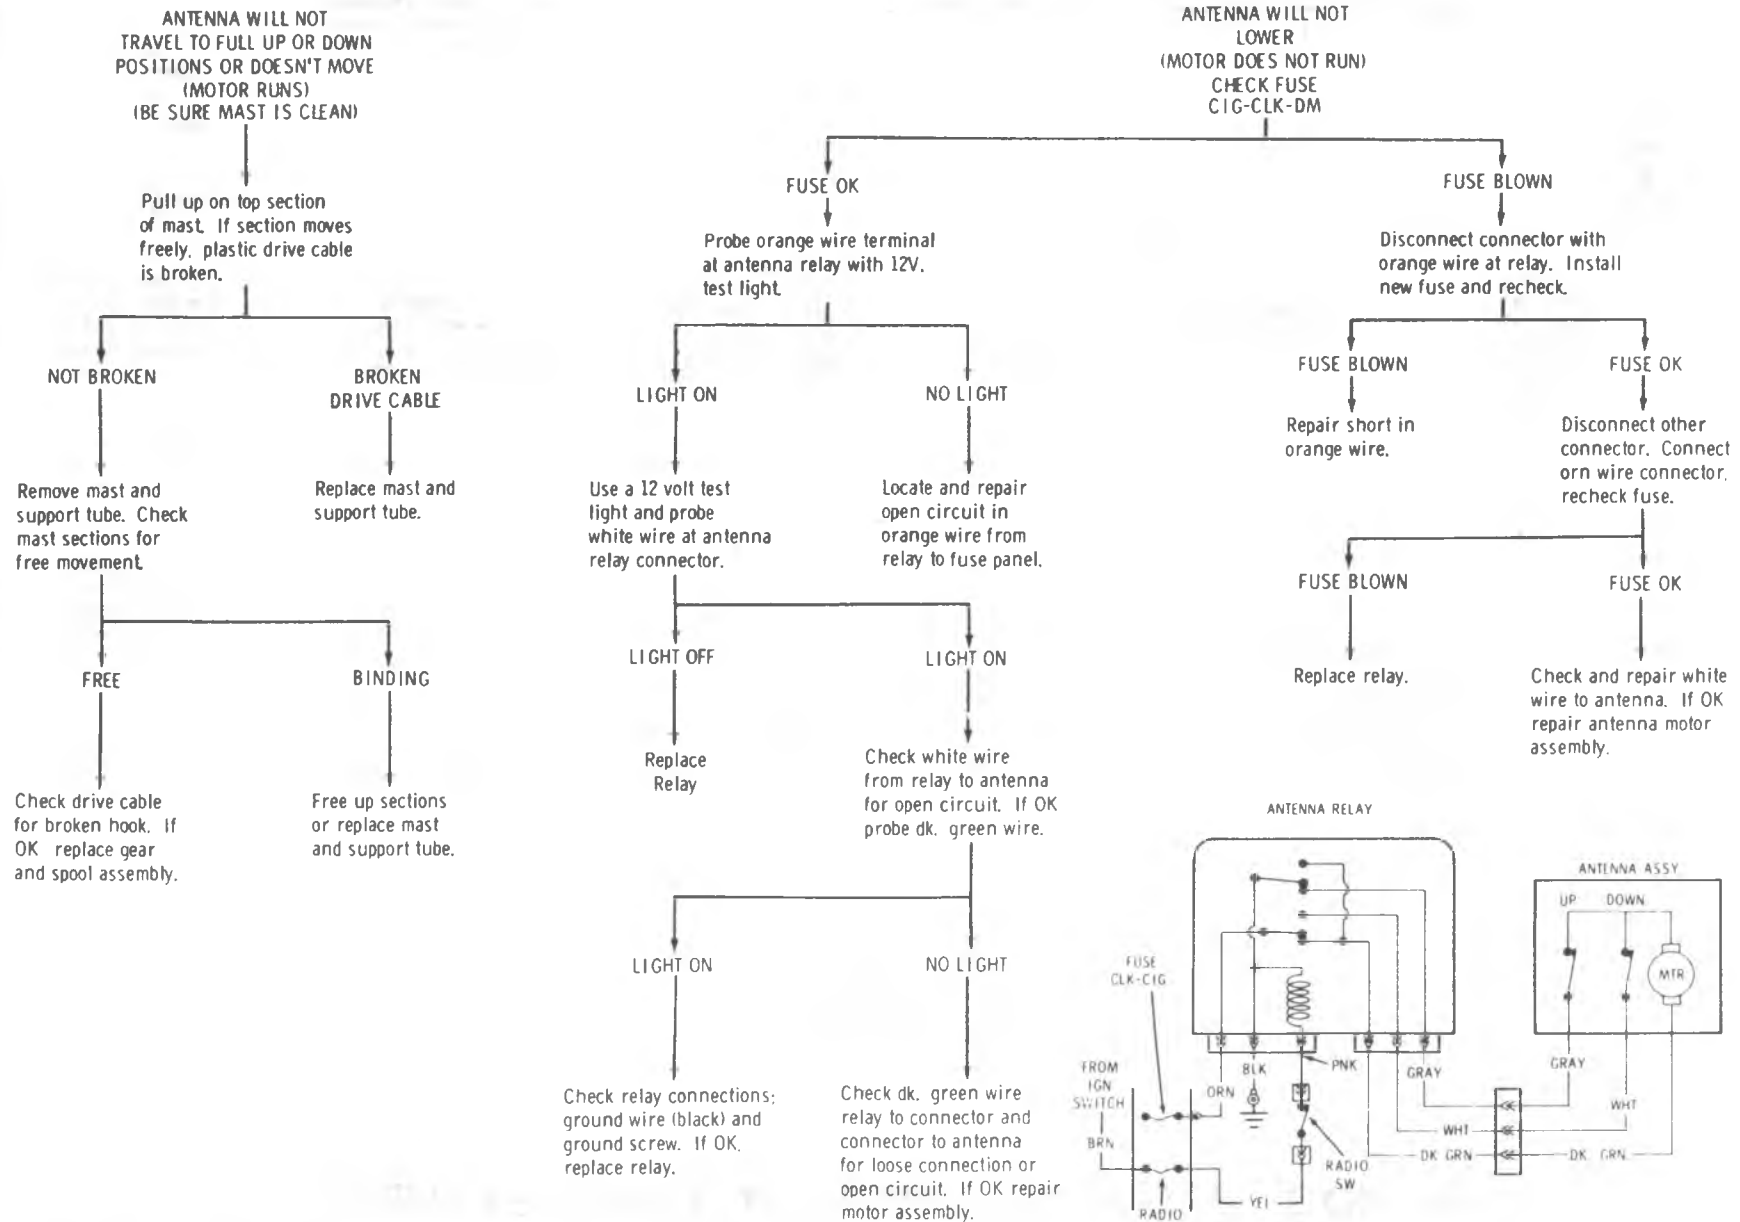 ANTENNA WILL NOT
TRAVEL TO FULL UP OR DOWN
POSITIONS OR DOESN'T MOVE
(MOTOR RUNS)
(BE SURE MAST IS CLEAN)
Pull up on top section
of mast. If section moves
freely, plastic drive cable
is broken.
NOT BROKEN
BROKEN
DRIVE CABLE
Remove mast and
support tube. Check
mast sections for
free movement.
Replace mast and
support tube.
FREE
BINDING
Check drive cable
for broken hook. If
OK replace gear
and spool assembly.
Free up sections
or replace mast
and support tube.
ANTENNA WILL NOT
LOWER
(MOTOR DOES NOT RUN)
CHECK FUSE
CIG-CLK-DM
FUSE OK
FUSE BLOWN
Probe orange wire terminal
at antenna relay with 12V.
test light.
Disconnect connector with
orange wire at relay. Install
new fuse and recheck.
LIGHT ON
NO LIGHT
FUSE BLOWN
FUSE OK
Use a 12 volt test
light and probe
white wire at antenna
relay connector.
Locate and repair
open circuit in
orange wire from
relay to fuse panel.
Repair short in
orange wire.
Disconnect other
connector. Connect
orn wire connector,
recheck fuse.
LIGHT OFF
LIGHT ON
FUSE BLOWN
FUSE OK
Replace
Relay
Check white wire
from relay to antenna
for open circuit. If OK
probe dk. green wire.
Replace relay.
Check and repair white
wire to antenna. If OK
repair antenna motor
assembly.
LIGHT ON
NO LIGHT
Check relay connections:
ground wire (black) and
ground screw. If OK,
replace relay.
Check dk. green wire
relay to connector and
connector to antenna
for loose connection or
open circuit. If OK repair
motor assembly.
ANTENNA RELAY
ANTENNA ASSY
UP
DOWN
MTR
FUSE
CLK-CIG
FROM
IGN
SWITCH
BRN
ORN
BLK
PNK
GRAY
GRAY
WHT
WHT
DK GRN
DK. GRN.
RADIO
SW
YEL
RADIO